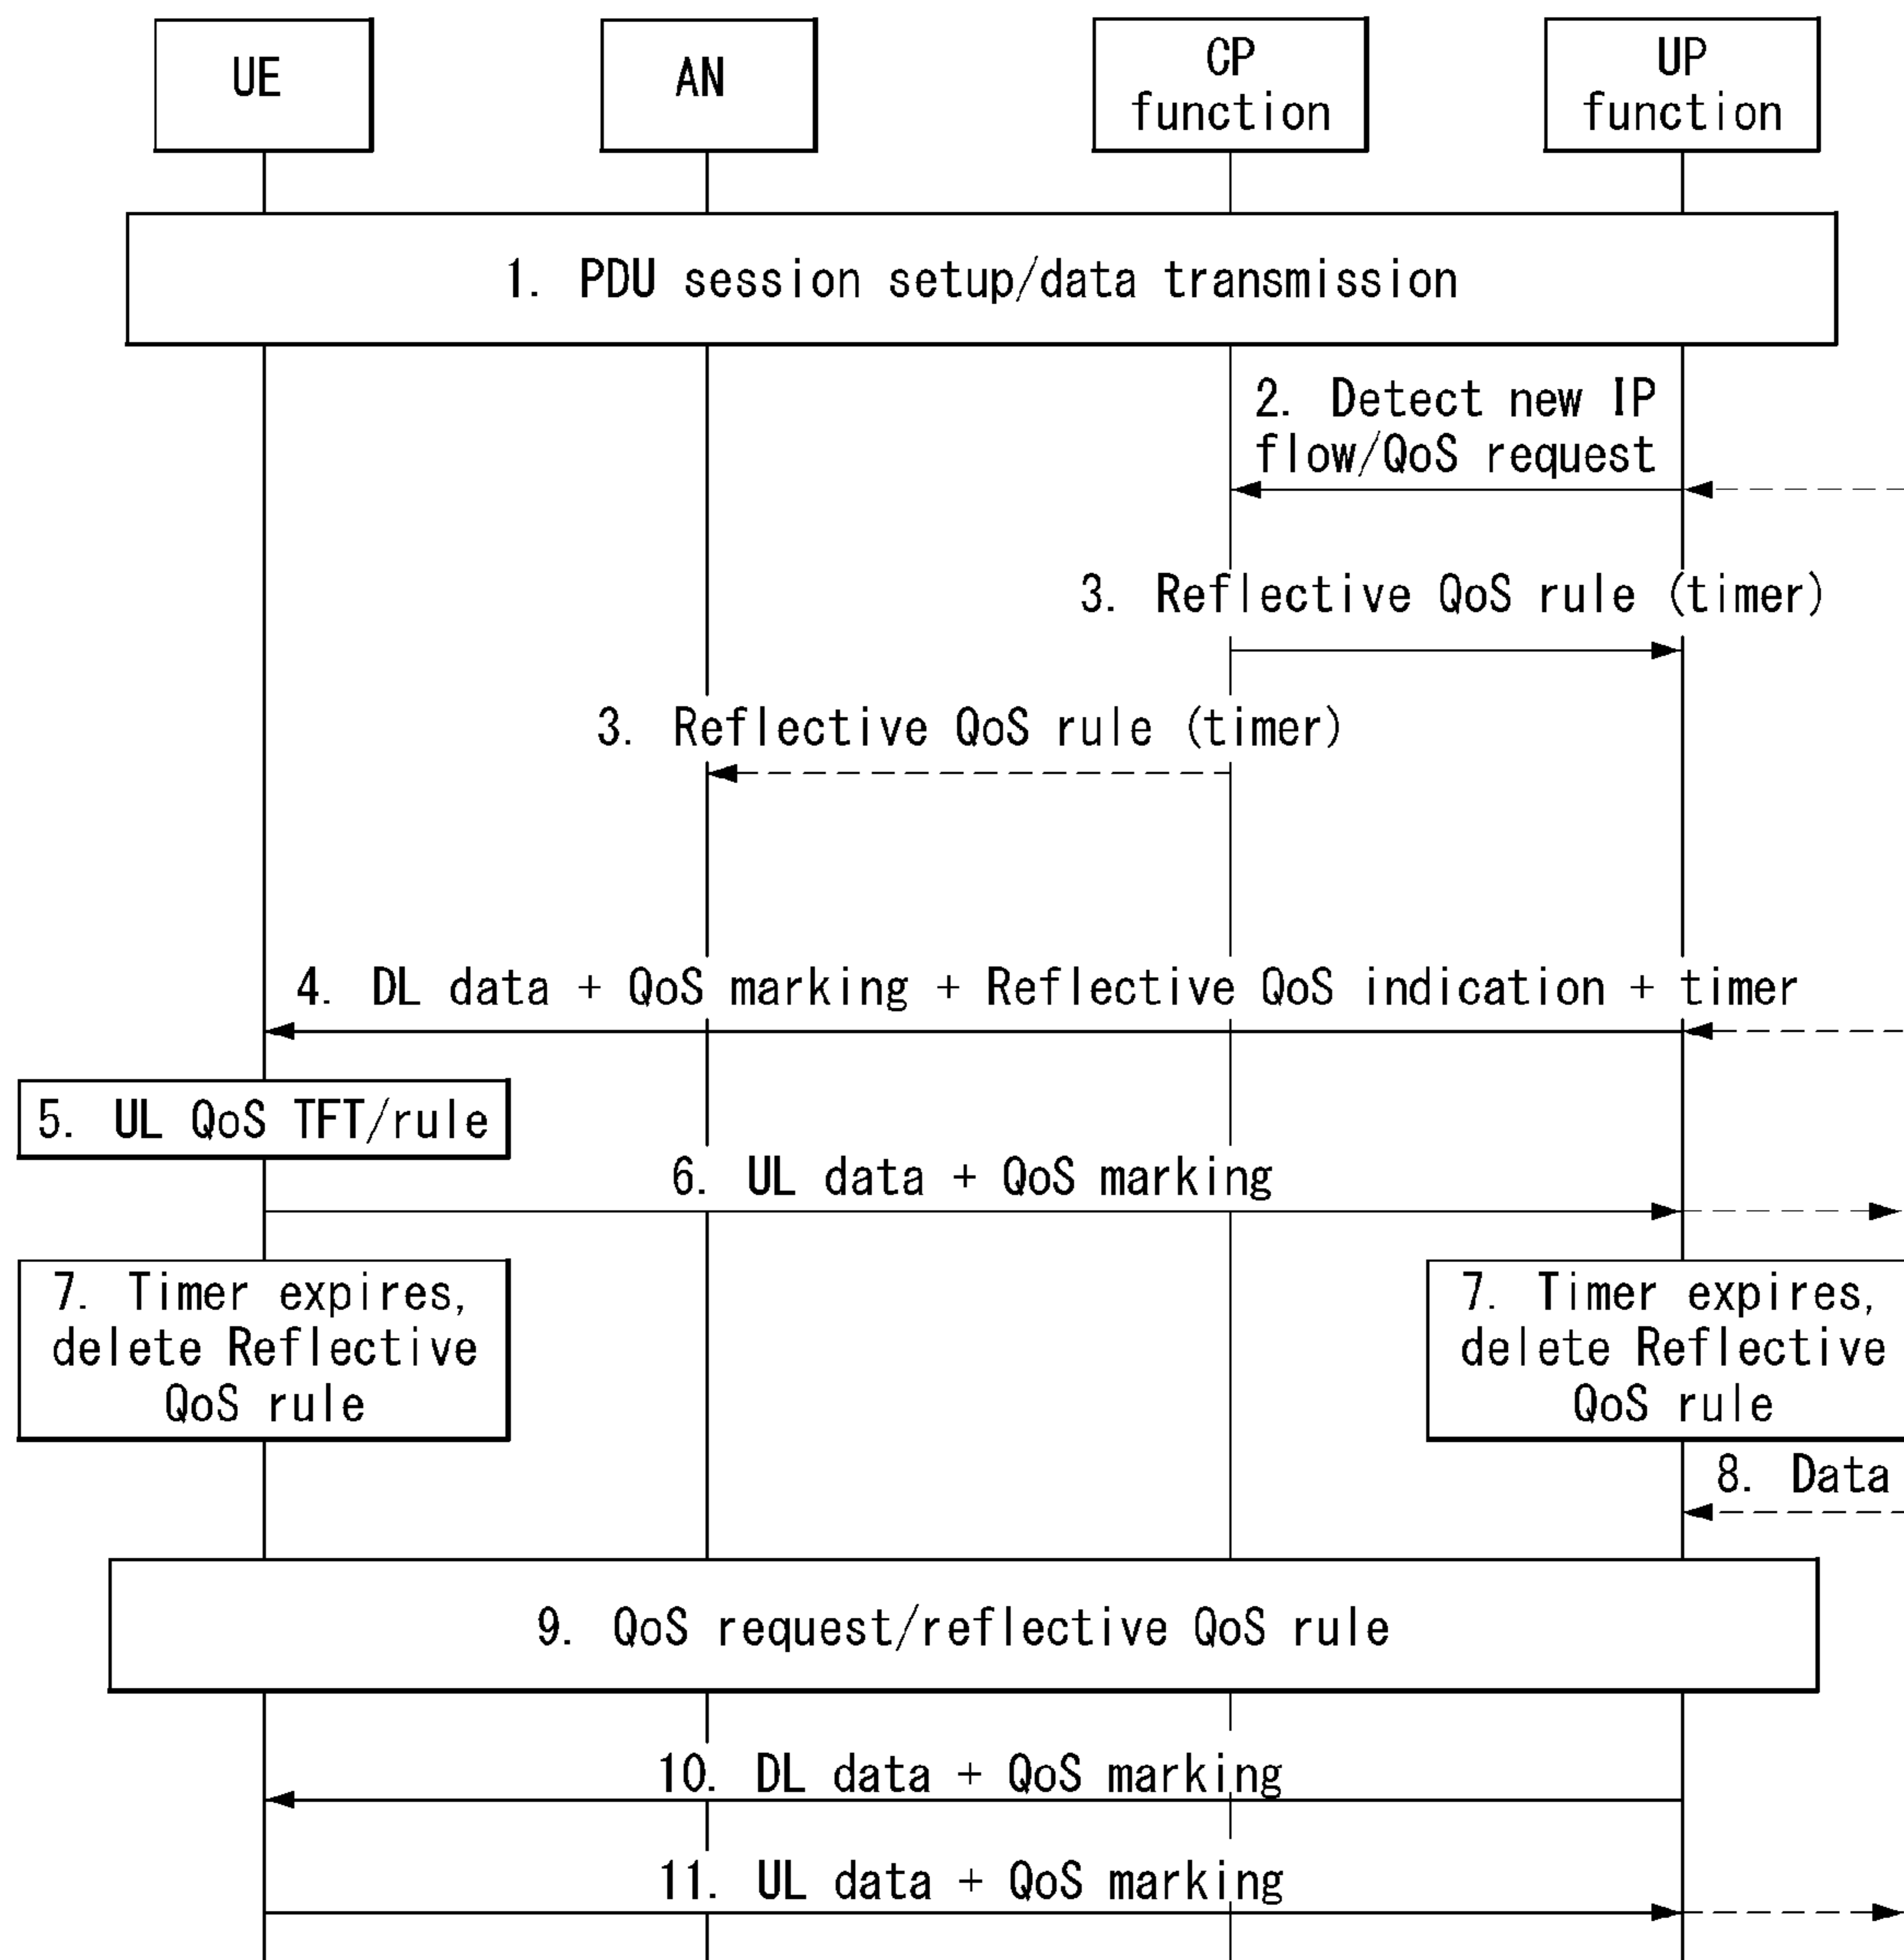 UE
AN
CP
function
UP
function
1. PDU session setup/data transmission
2. Detect new IP
flow/QoS request
3. Reflective QoS rule (timer)
3. Reflective QoS rule (timer)
4. DL data + QoS marking + Reflective QoS indication + timer
5. UL QoS TFT/rule
6. UL data + QoS marking
7. Timer expires,
delete Reflective
QoS rule
7. Timer expires,
delete Reflective
QoS rule
8. Data
9. QoS request/reflective QoS rule
10. DL data + QoS marking
11. UL data + QoS marking